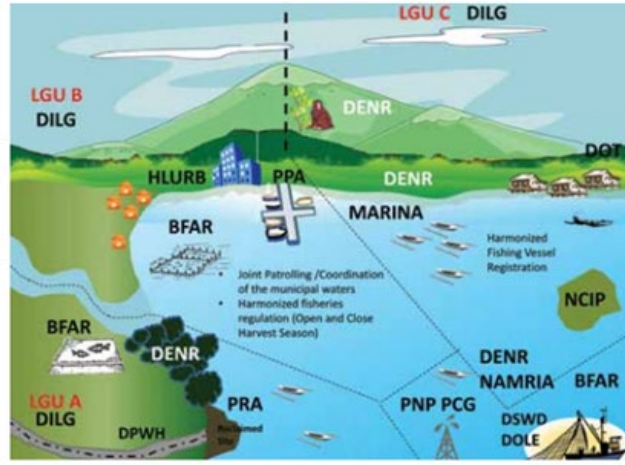 LGU C DILG
LGU B
DILG
DENR
DOT
HLURB
PPA
DENR
MARINA
BFAR
Harmonized
Fishing Vessel
Registration
• Joint Patrolling /Coordination
of the municipal waters
• Harmonized fisheries
regulation (Open and Close
Harvest Season)
NCIP
BFAR
DENR
DENR
NAMRIA
BFAR
LGU A
DILG
PRA
PNP PCG
DSWD
DOLE
DPWH
Reclaimed
Site